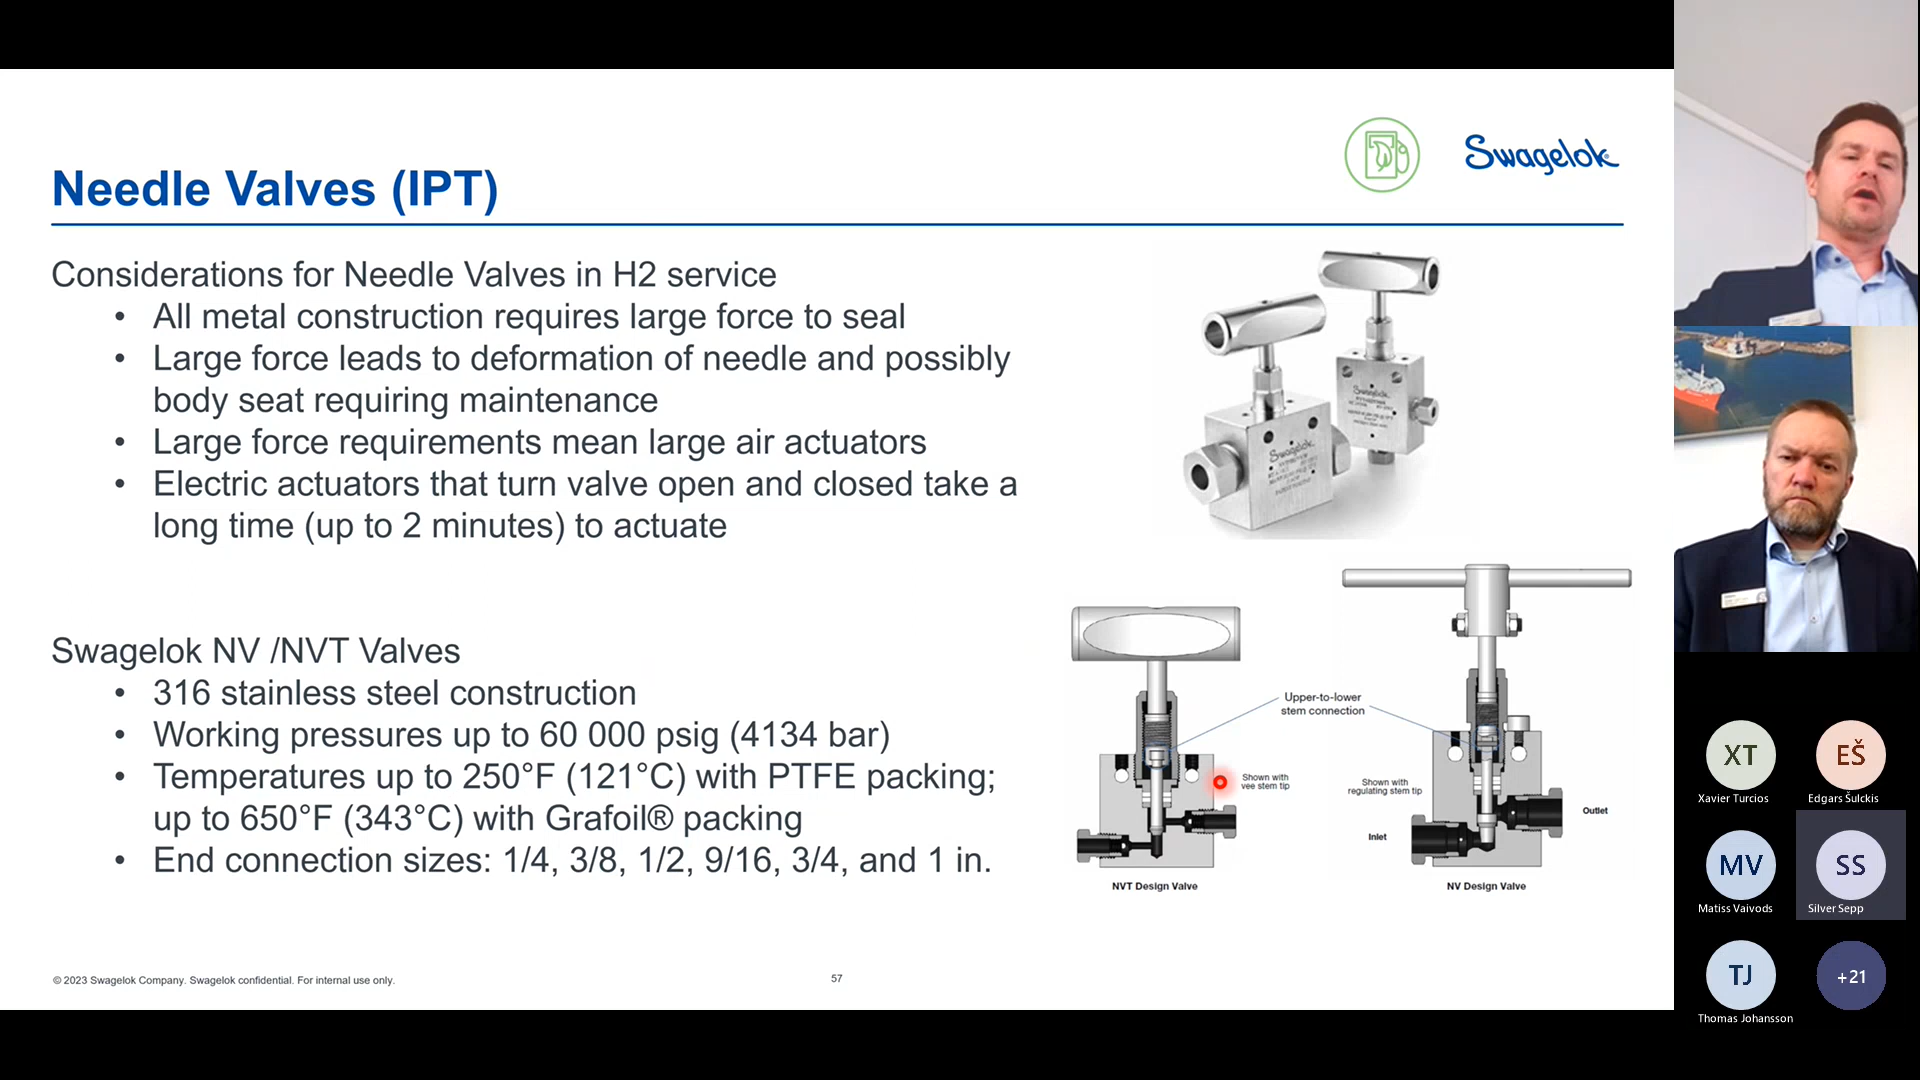 Swagelok
Needle Valves (IPT)
Considerations for Needle Valves in H2 service
• All metal construction requires large force to seal
• Large force leads to deformation of needle and possibly
body seat requiring maintenance
• Large force requirements mean large air actuators
• Electric actuators that turn valve open and closed take a
long time (up to 2 minutes) to actuate
Swagelok NV /NVT Valves
• 316 stainless steel construction
• Working pressures up to 60 000 psig (4134 bar)
• Temperatures up to 250°F (121°C) with PTFE packing;
up to 650°F (343°C) with Grafoil® packing
• End connection sizes: 1/4, 3/8, 1/2, 9/16, 3/4, and 1 in.
Swagelok
Swagelok
Upper-to-lower
stem connection
Shown with
vee stem tip
Shown with
regulating stem tip
Inlet
Outlet
NVT Design Valve
NV Design Valve
© 2023 Swagelok Company. Swagelok confidential. For internal use only.
57
XT
Xavier Turcios
EŠ
Edgars Šulckis
MV
Matiss Vaivods
SS
Silver Sepp
TJ
Thomas Johansson
+21